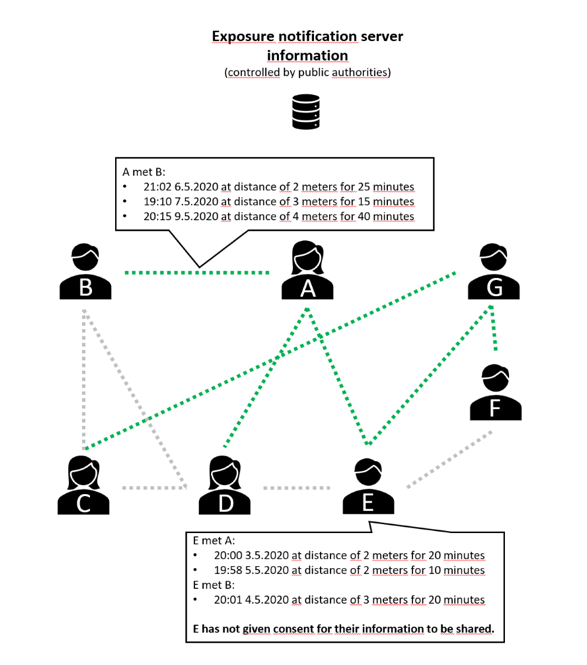 Exposure notification server
information
(controlled by public authorities)
A met B:
• 21:02 6.5.2020 at distance of 2 meters for 25 minutes
• 19:10 7.5.2020 at distance of 3 meters for 15 minutes
• 20:15 9.5.2020 at distance of 4 meters for 40 minutes
B A G
F
C D E
E met A:
• 20:00 3.5.2020 at distance of 2 meters for 20 minutes
• 19:58 5.5.2020 at distance of 2 meters for 10 minutes
E met B:
• 20:01 4.5.2020 at distance of 3 meters for 20 minutes
E has not given consent for their information to be shared.